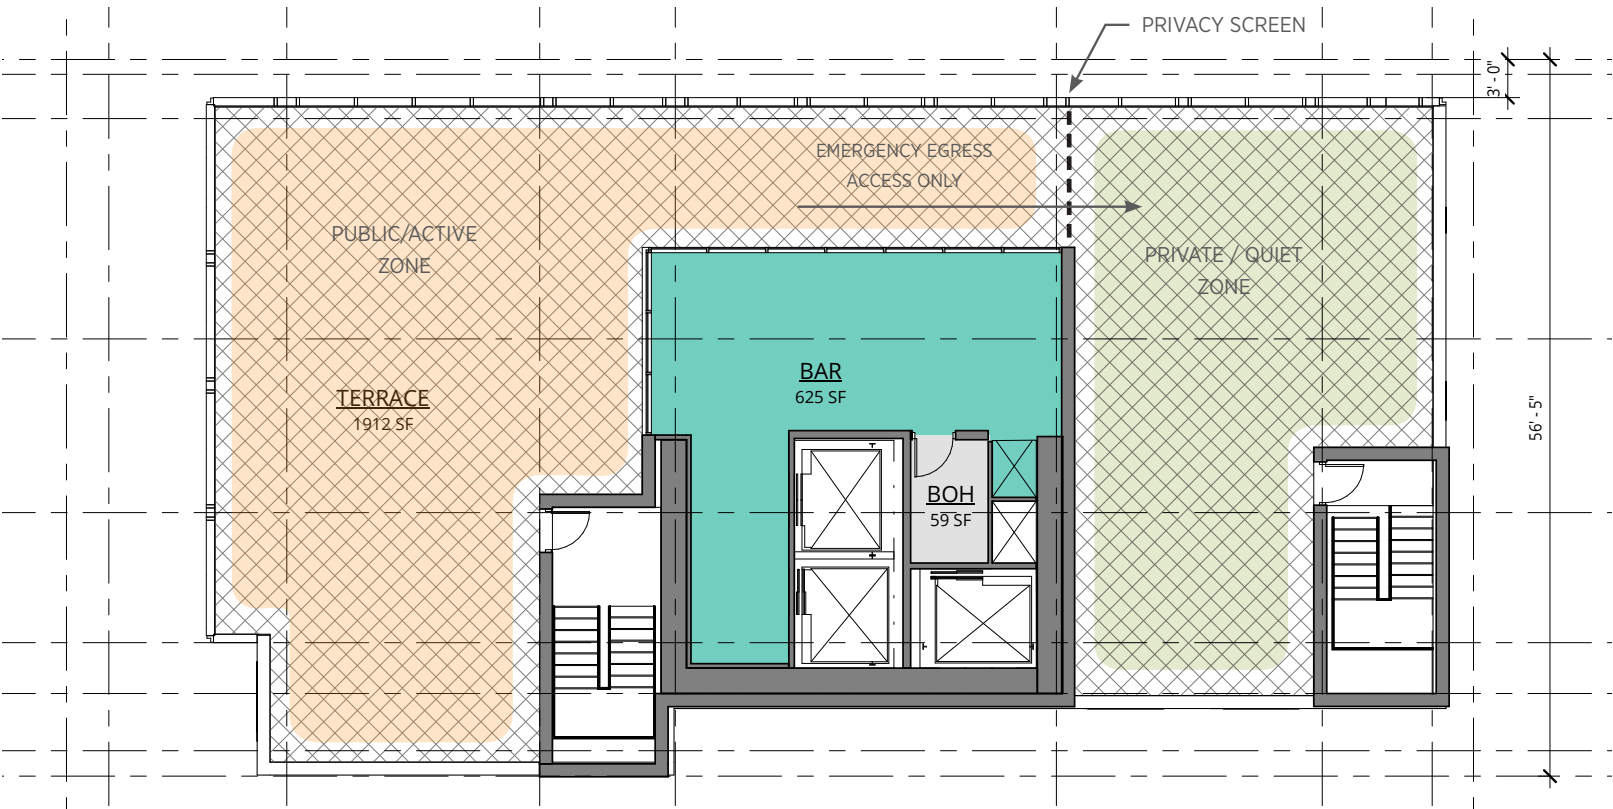 PRIVACY SCREEN
3' - 0"
EMERGENCY EGRESS
ACCESS ONLY
PUBLIC/ACTIVE
ZONE
PRIVATE / QUIET
ZONE
TERRACE
1912 SF
BAR
625 SF
56' - 5"
BOH
59 SF